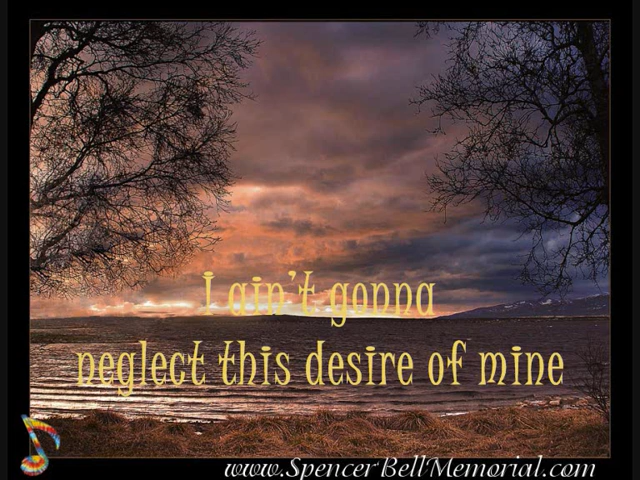 I ain't gonna
neglect this desire of mine
www.SpencerBellMemorial.com